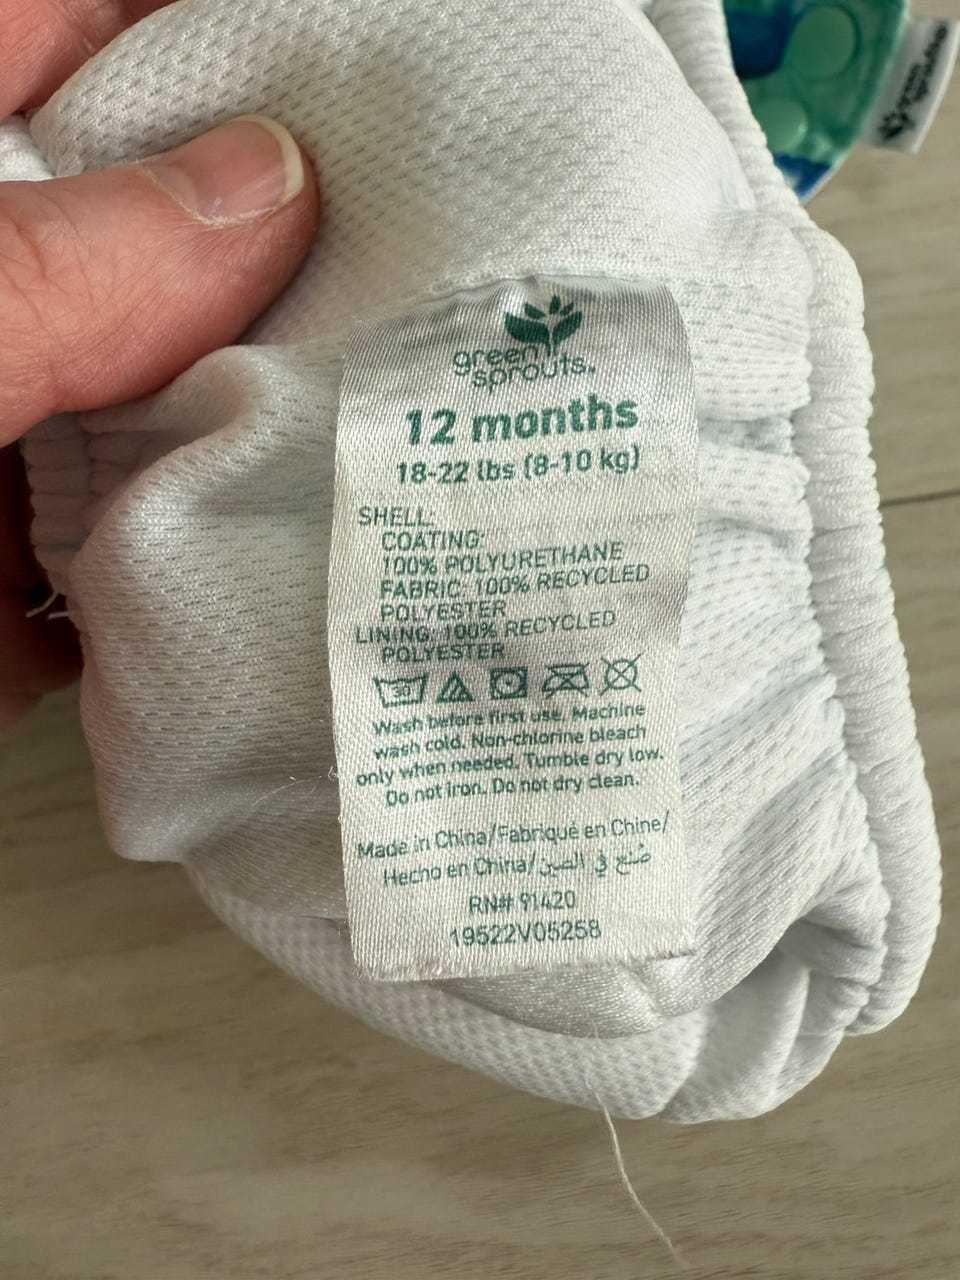 green
sprouts.
12 months
18-22 lbs (8-10 kg)
SHELL:
COATING:
100% POLYURETHANE
FABRIC: 100% RECYCLED
POLYESTER
LINING: 100% RECYCLED
POLYESTER
30
Wash before first use. Machine
wash cold. Non-chlorine bleach
only when needed. Tumble dry low.
Do not iron. Do not dry clean.
Made in China/Fabriqué en Chine/
Hecho en China/صُنع في الصين
RN# 91420
19522V05258